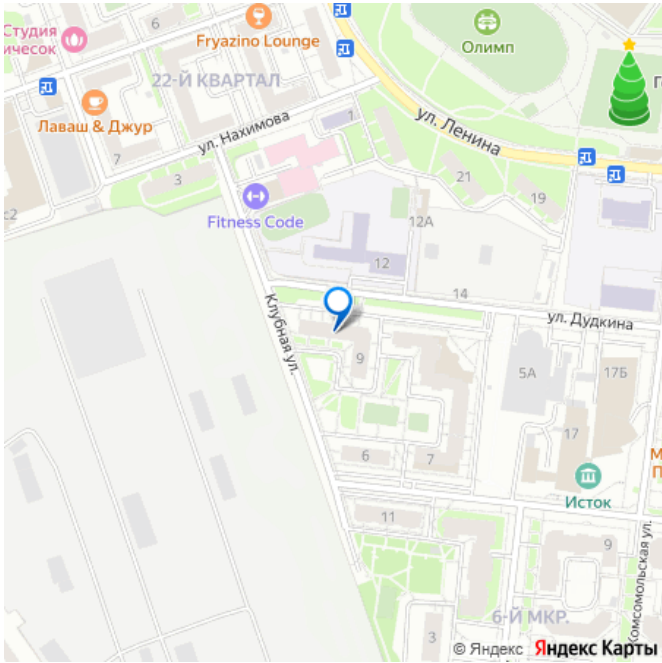 6
Студия
ичесок
Fryazino Lounge
Олимп
22-Й КВАРТАЛ
Лаваш & Джур
ул. Нахимова
1
ул. Ленина
7
3
21
19
с2
Fitness Code
12А
12
14
Клубная ул.
ул. Дудкина
9
5А
17Б
17
6
7
Исток
11
9
Комсомольская ул.
6-Й МКР.
3
© Яндекс Яндекс Карты